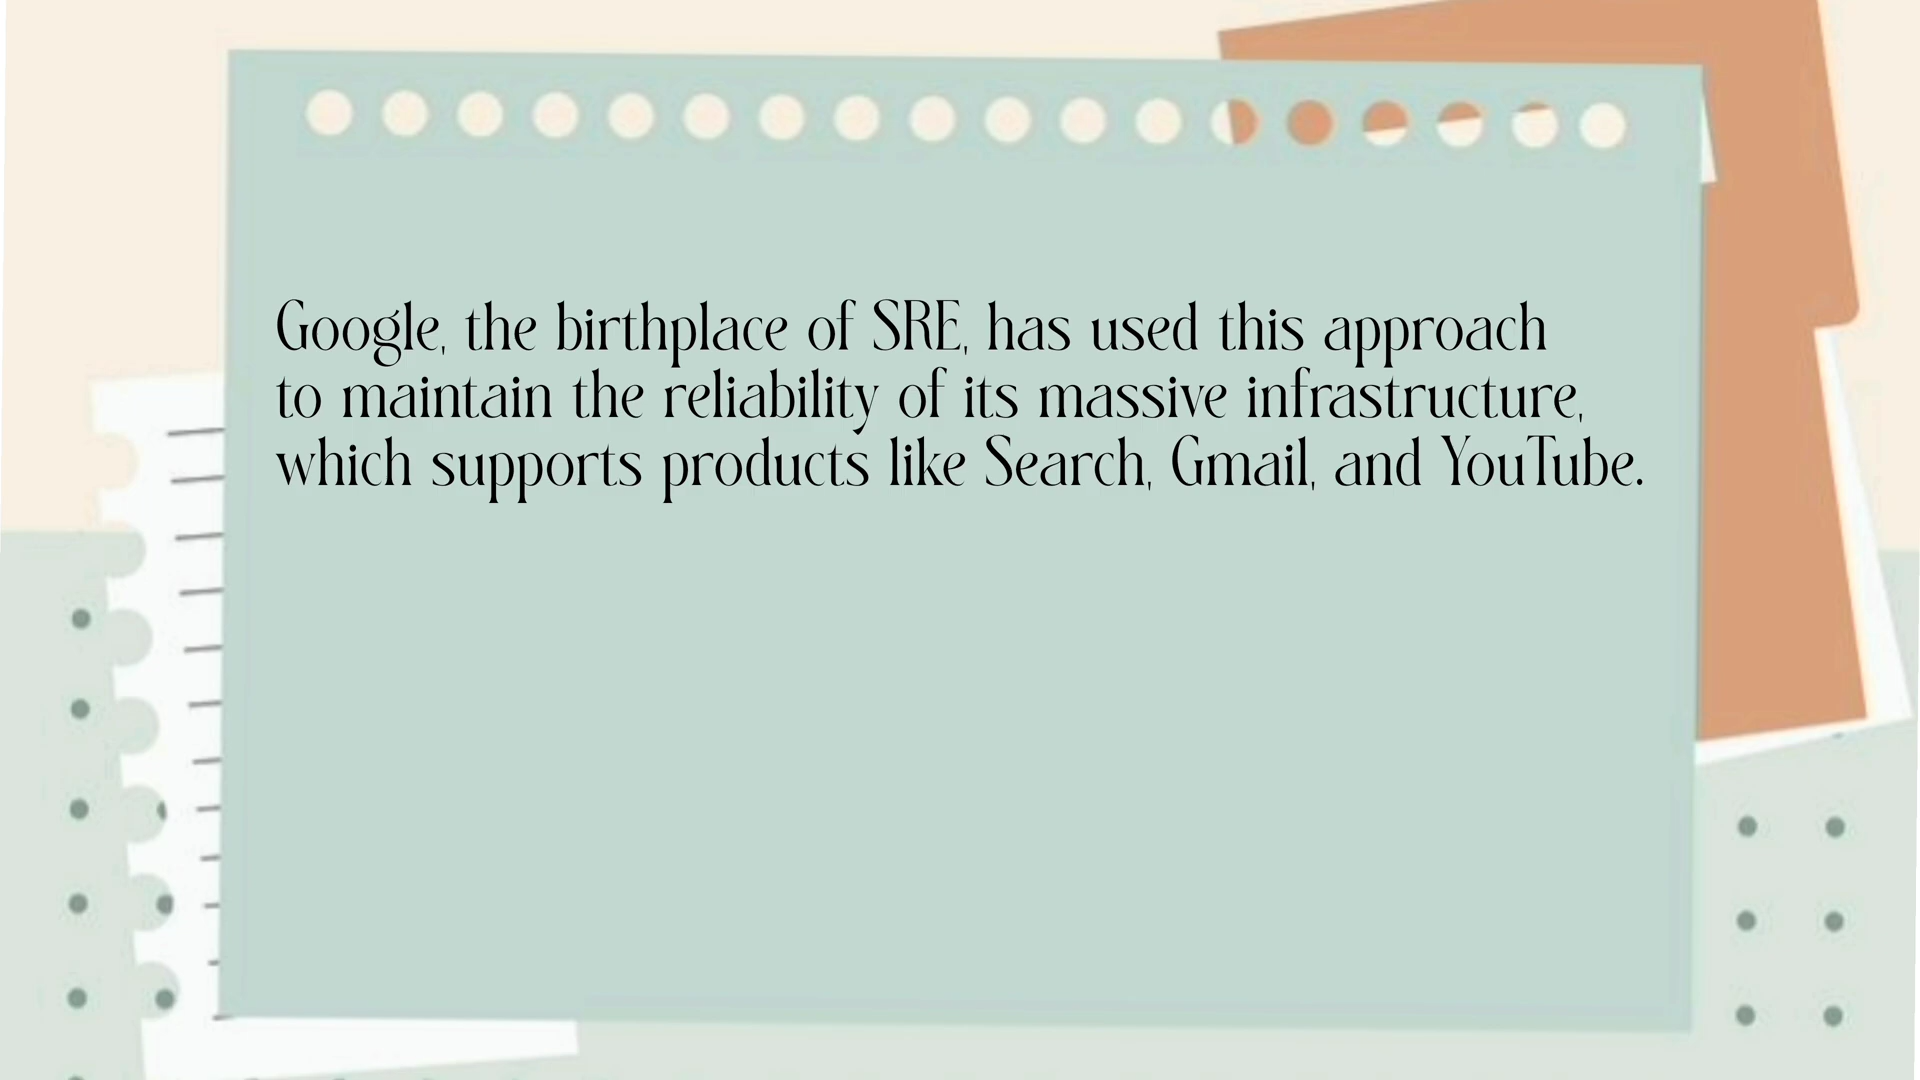 Google, the birthplace of SRE, has used this approach
to maintain the reliability of its massive infrastructure,
which supports products like Search, Gmail, and YouTube.